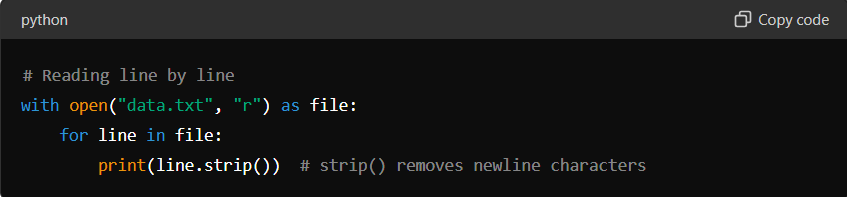 python
Copy code
# Reading line by line
with open("data.txt", "r") as file:
    for line in file:
        print(line.strip())  # strip() removes newline characters